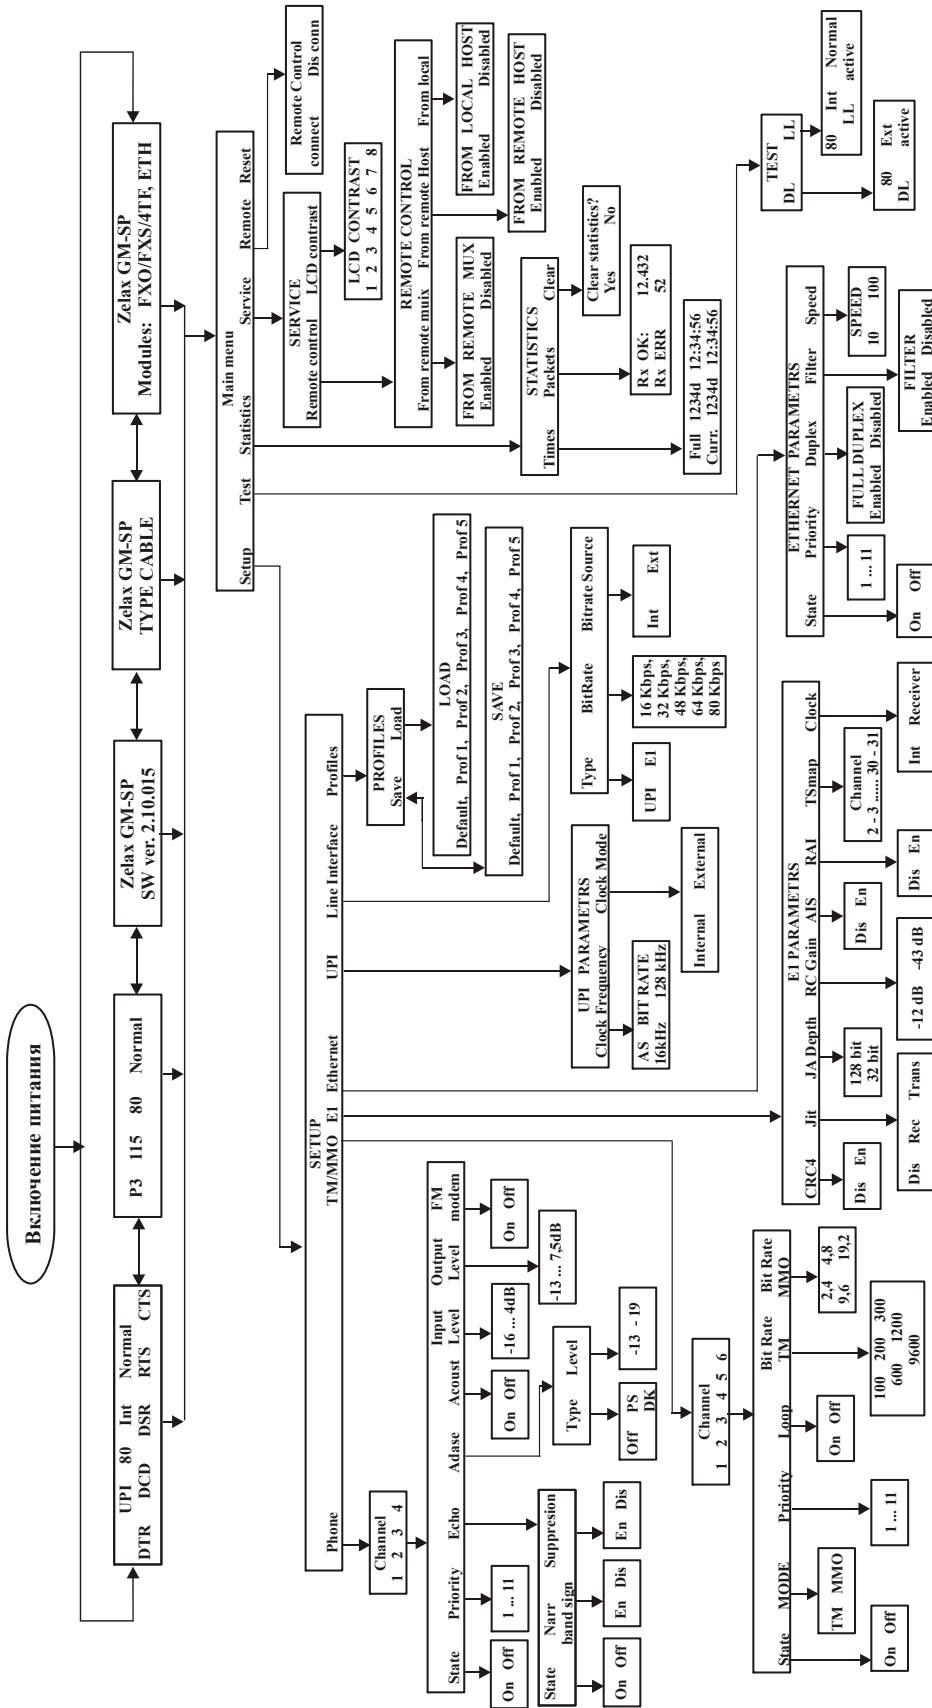 Включение питания
UPI 80 Int Normal
DTR DCD DSR RTS CTS
P3 115 80 Normal
Zelax GM-SP
SW ver. 2.10.015
Zelax GM-SP
TYPE CABLE
Zelax GM-SP
Modules: FXO/FXS/4TF, ETH
Main menu
Setup Test Statistics Service Remote Reset
Remote Control
connect Dis conn
SERVICE
Remote control LCD contrast
LCD CONTRAST
1 2 3 4 5 6 7 8
REMOTE CONTROL
From remote mix From remote Host From local
FROM REMOTE MUX
Enabled Disabled
FROM LOCAL HOST
Enabled Disabled
FROM REMOTE HOST
Enabled Disabled
STATISTICS
Times Packets Clear
Clear statistics?
Yes No
Rx OK: 12.432
Rx ERR 52
Full 1234d 12:34:56
Curr. 1234d 12:34:56
TEST
DL LL
80 Int Normal
LL active
80 Ext
DL active
SETUP
Phone TM/MMO E1 Ethernet UPI Line Interface Profiles
PROFILES
Save Load
LOAD
Default, Prof 1, Prof 2, Prof 3, Prof 4, Prof 5
SAVE
Default, Prof 1, Prof 2, Prof 3, Prof 4, Prof 5
Type BitRate Bitrate Source
UPI E1
16 Kbps,
32 Kbps,
48 Kbps,
64 Kbps,
80 Kbps
Int Ext
UPI PARAMETRS
Clock Frequency Clock Mode
AS BIT RATE
16kHz 128 kHz
Internal External
ETHERNET PARAMETRS
State Priority Duplex Filter Speed
On Off
1 ... 11
FULL DUPLEX
Enabled Disabled
FILTER
Enabled Disabled
SPEED
10 100
E1 PARAMETRS
CRC4 Jit JA Depth RC Gain AIS RAI TSmap Clock
Dis En
Dis Rec Trans
128 bit
32 bit
-12 dB -43 dB
Dis En
Dis En
Channel
2 - 3 ...... 30 - 31
Int Receiver
Channel
1 2 3 4
State Priority Echo Adase Acoust Input Level Output Level FM modem
On Off
1 ... 11
State Narr band sign Suppresion
On Off
En Dis
En Dis
Type Level
Off PS
DK
-13 - 19
On Off
-16 ... 4dB
-13 ... 7,5dB
On Off
Channel
1 2 3 4 5 6
State MODE Priority Loop Bit Rate TM Bit Rate MMO
On Off
TM MMO
1 ... 11
On Off
100 200 300
600 1200
9600
2,4 4,8
9,6 19,2